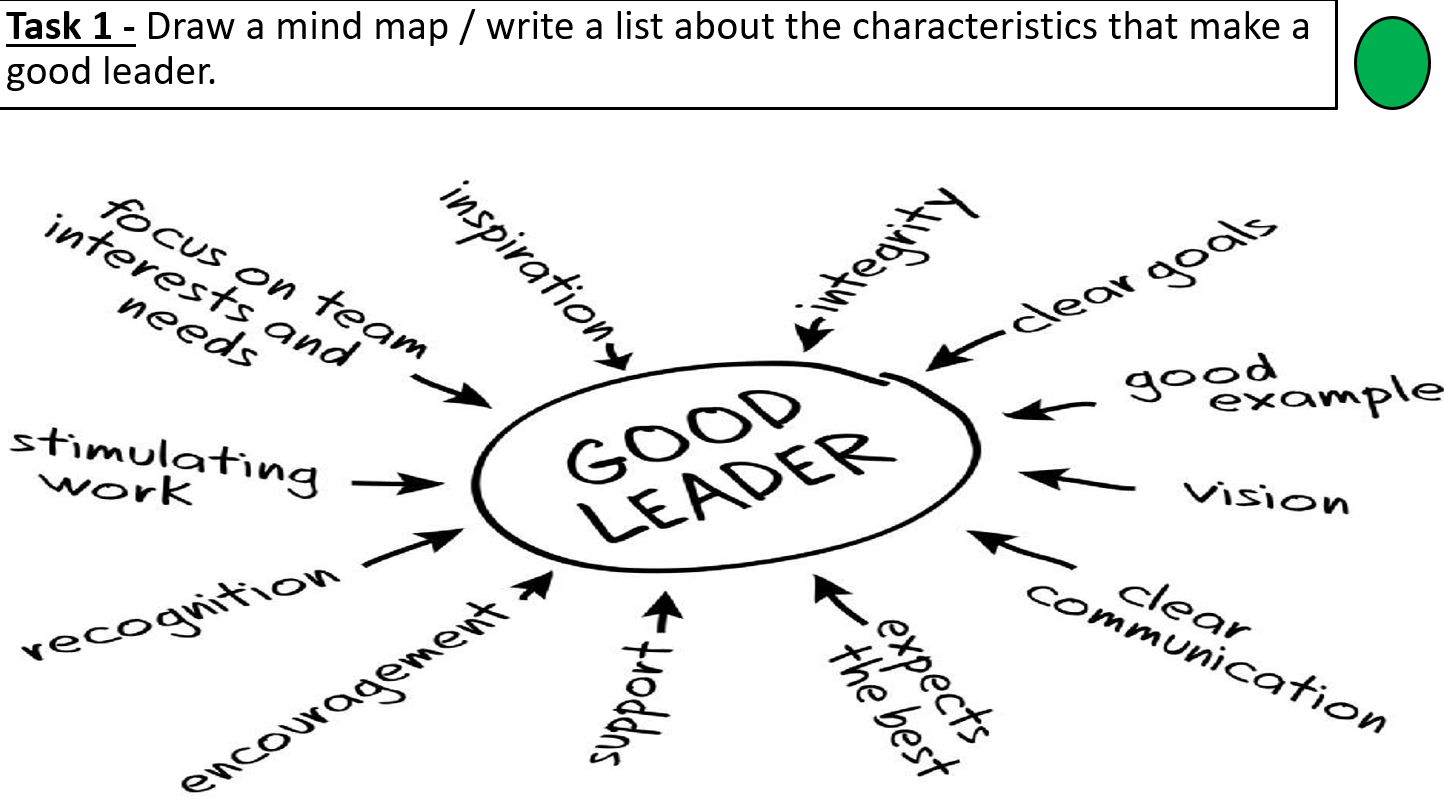 Task 1 - Draw a mind map / write a list about the characteristics that make a
good leader.
focus on team
interests and
needs
inspiration
integrity
clear goals
good
example
vision
clear
communication
expects
the best
support
encouragement
recognition
stimulating
work
GOOD
LEADER